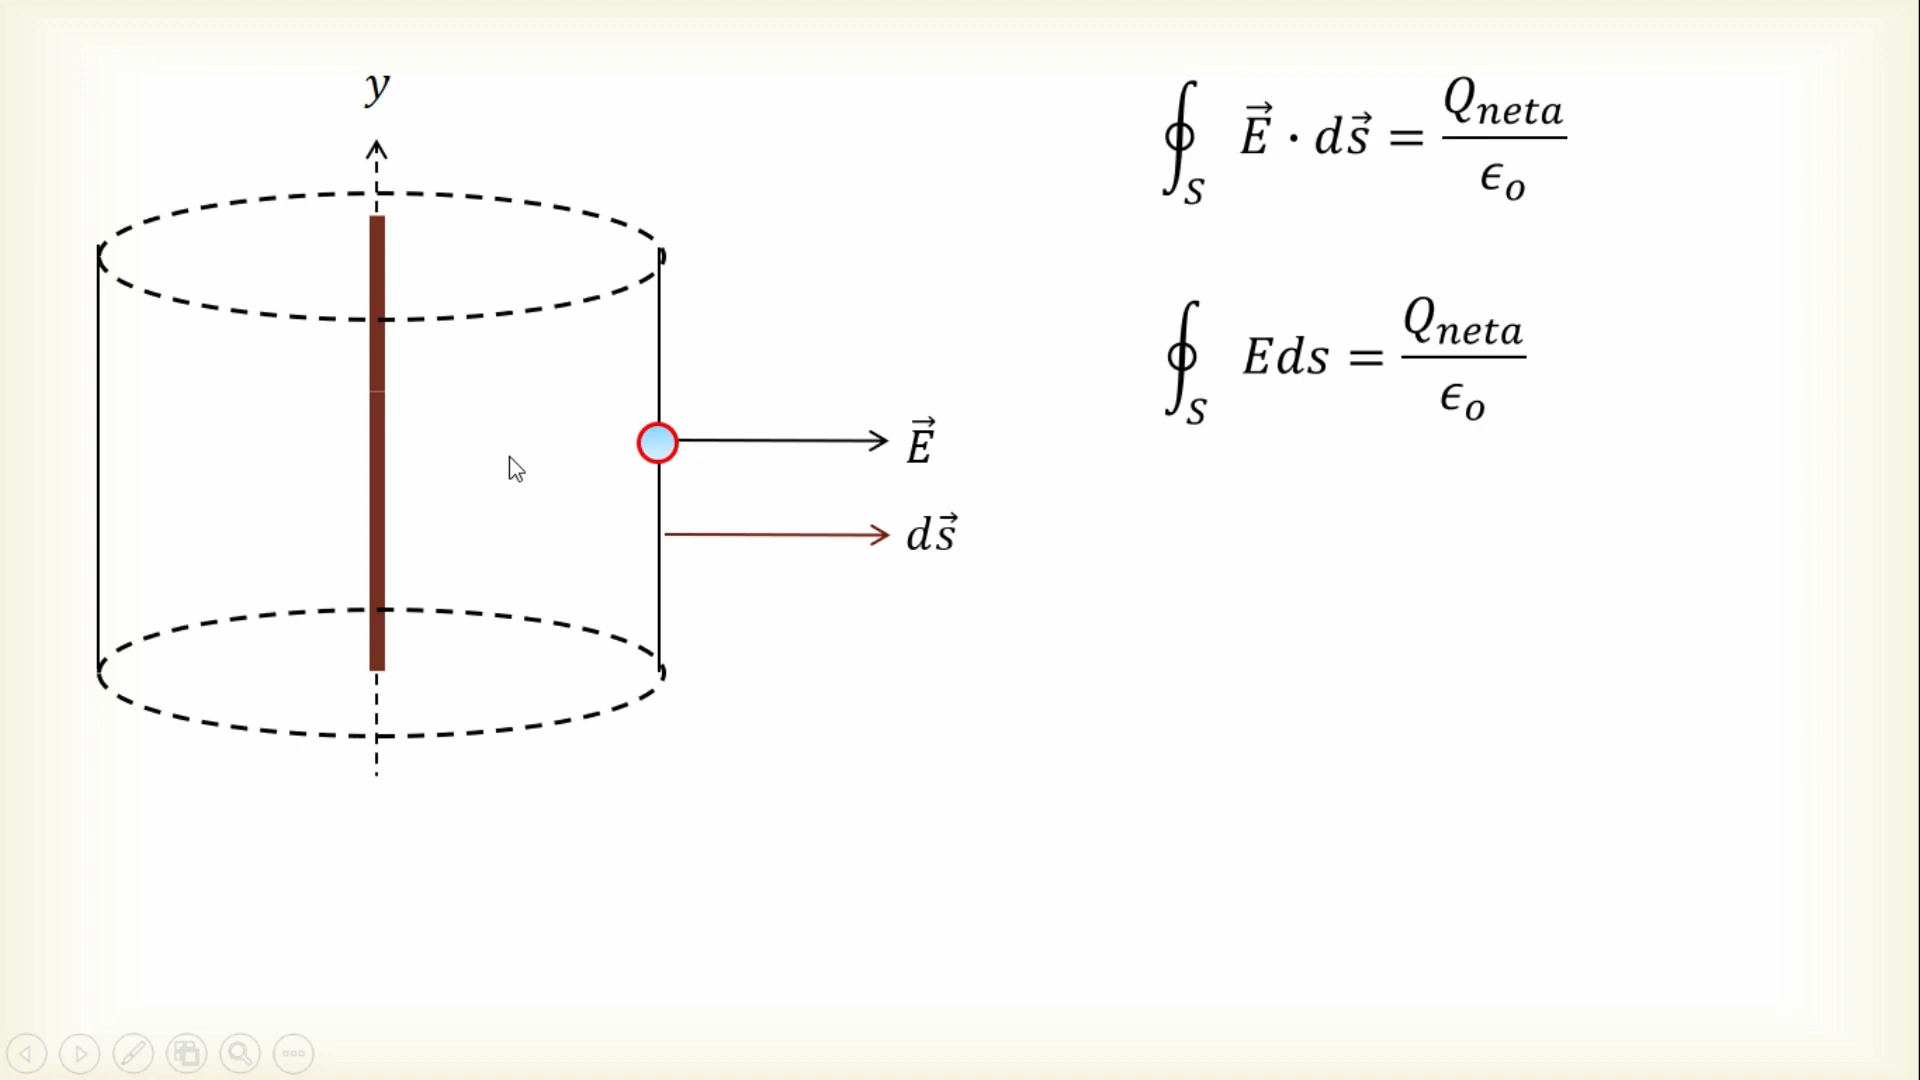 y
∮_S E⃗ · ds⃗ = Q_neta / ϵ_o
∮_S Eds = Q_neta / ϵ_o
E⃗
ds⃗